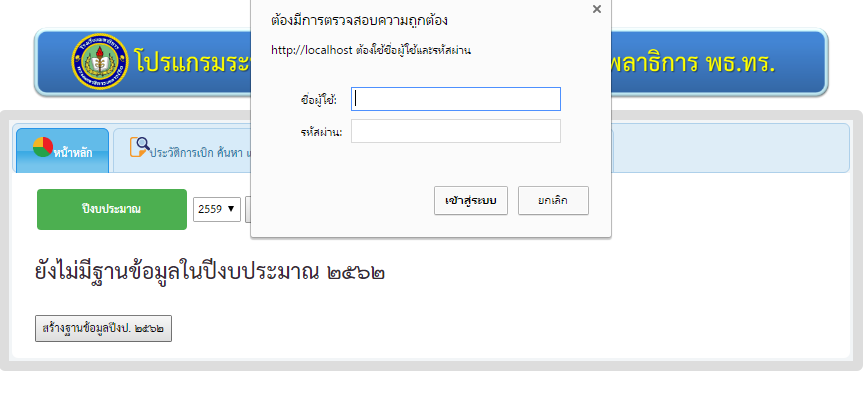 ต้องมีการตรวจสอบความถูกต้อง
http://localhost ต้องใช้ชื่อผู้ใช้และรหัสผ่าน
ชื่อผู้ใช้:
รหัสผ่าน:
เข้าสู่ระบบ ยกเลิก
โปรแกรมระ พลาธิการ พธ.ทร.
หน้าหลัก ประวัติการเบิก ค้นหา
ปีงบประมาณ 2559
ยังไม่มีฐานข้อมูลในปีงบประมาณ ๒๕๖๒
สร้างฐานข้อมูลปีงป. ๒๕๖๒